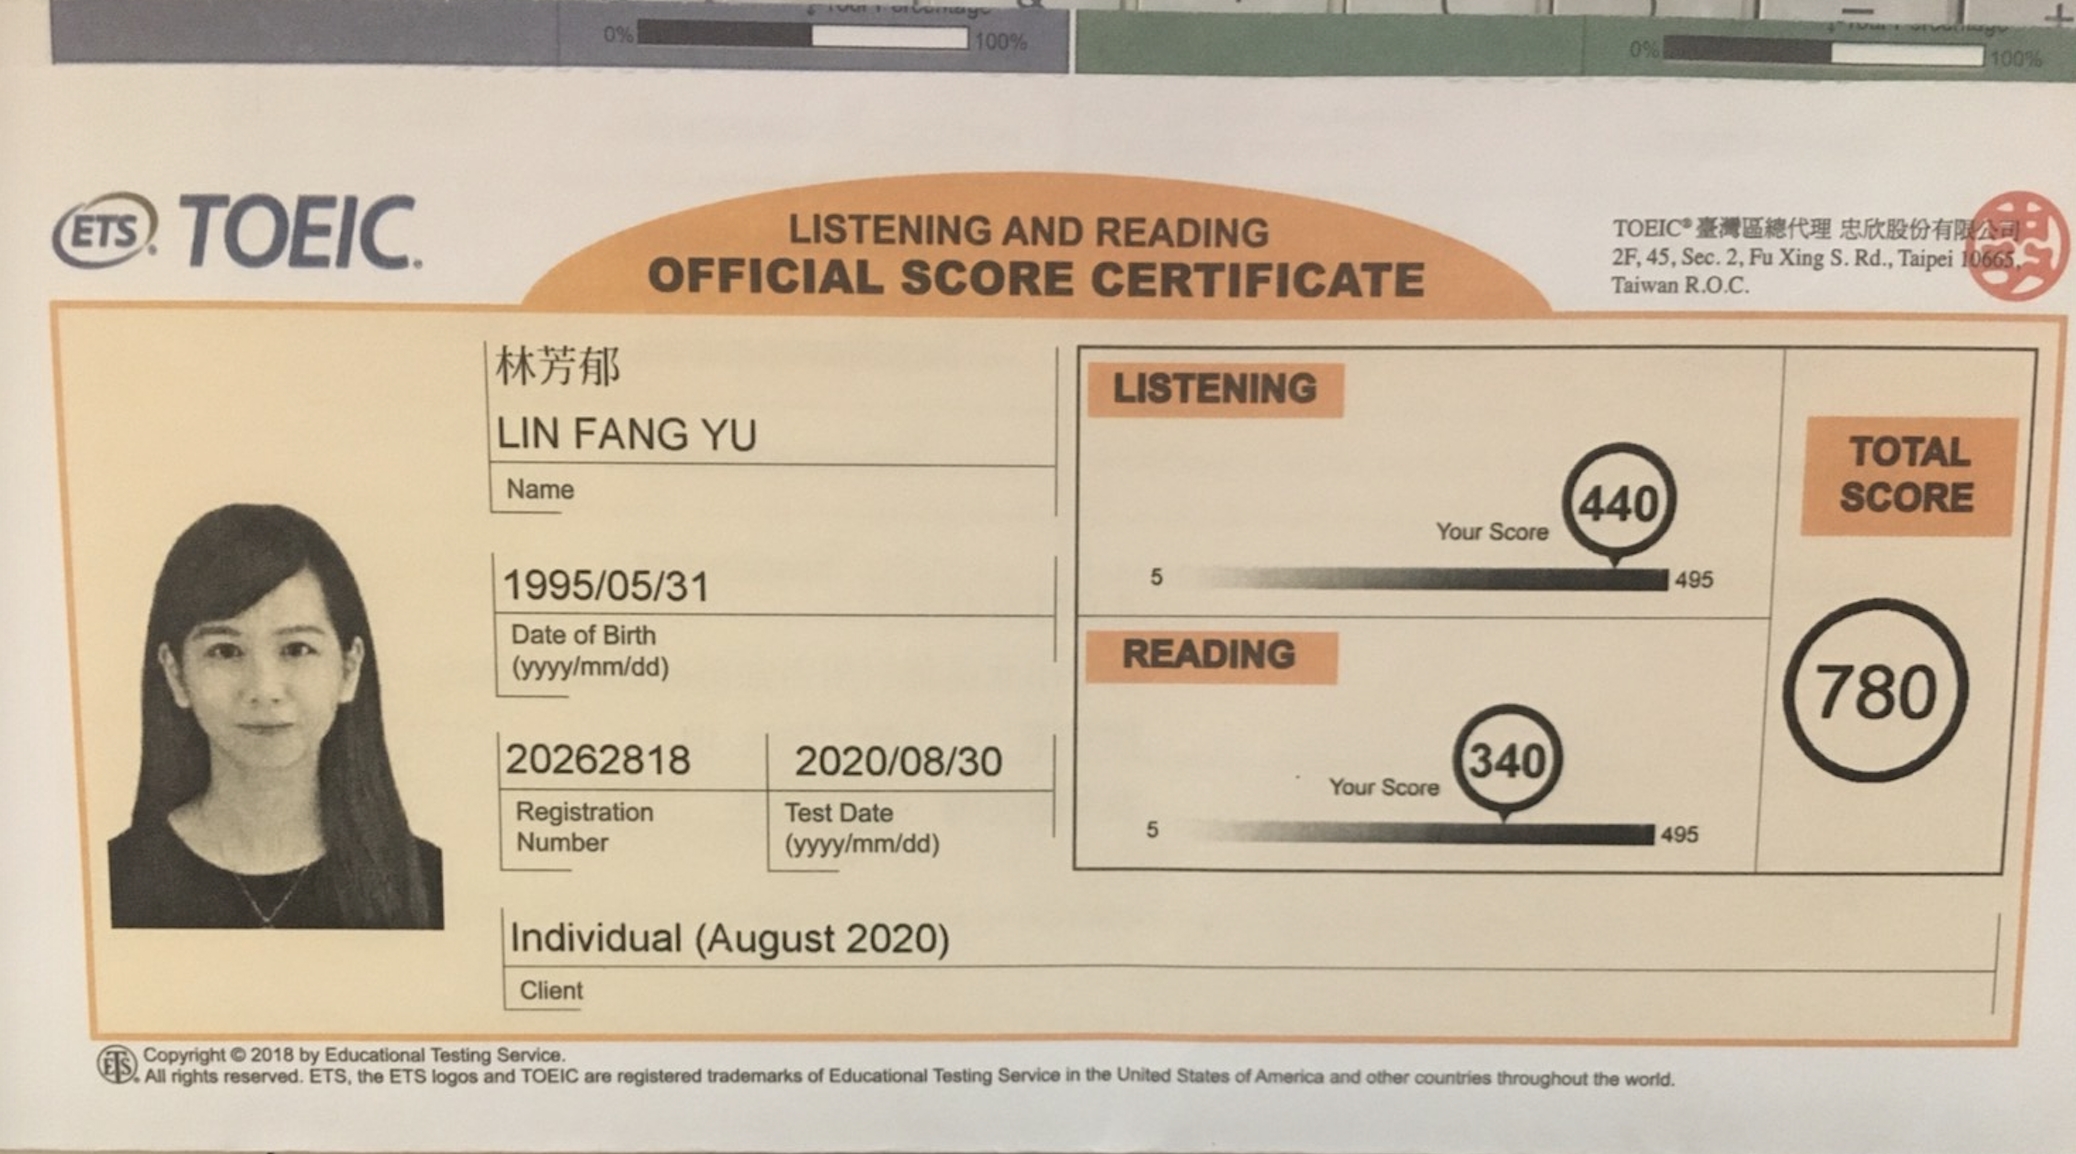 0%
100%
0%
100%
ETS TOEIC.
LISTENING AND READING
OFFICIAL SCORE CERTIFICATE
TOEIC® 臺灣區總代理 忠欣股份有限公司
2F, 45, Sec. 2, Fu Xing S. Rd., Taipei 10665,
Taiwan R.O.C.
林芳郁
LIN FANG YU
Name
1995/05/31
Date of Birth
(yyyy/mm/dd)
20262818
Registration
Number
2020/08/30
Test Date
(yyyy/mm/dd)
Individual (August 2020)
Client
LISTENING
Your Score
440
5
495
READING
Your Score
340
5
495
TOTAL
SCORE
780
ETS
Copyright © 2018 by Educational Testing Service.
All rights reserved. ETS, the ETS logos and TOEIC are registered trademarks of Educational Testing Service in the United States of America and other countries throughout the world.